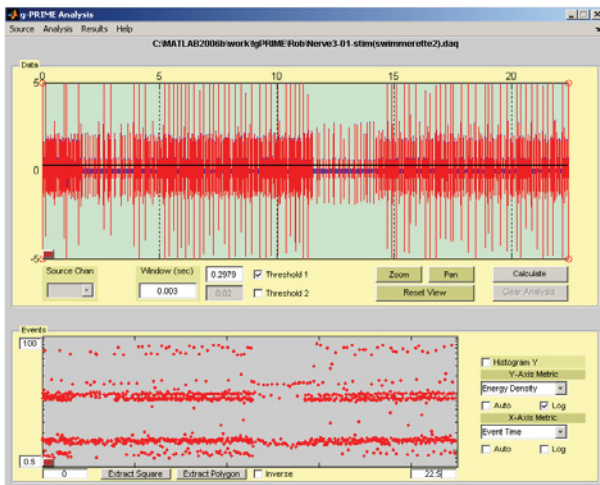 g-PRIME Analysis
Source Analysis Results Help
C:\MATLAB2006b\work\gPRIME\Rob\Nerve3-01-stim(swimmerette2).daq
Data
0 5 10 15 20
5
0
-5
Source Chan
Window (sec)
0.003
0.2979
0.02
Threshold 1
Threshold 2
Zoom
Pan
Reset View
Calculate
Clear Analysis
Events
100
0.5
0
Extract Square
Extract Polygon
Inverse
22.5
Histogram Y
Y-Axis Metric
Energy Density
Auto Log
X-Axis Metric
Event Time
Auto Log